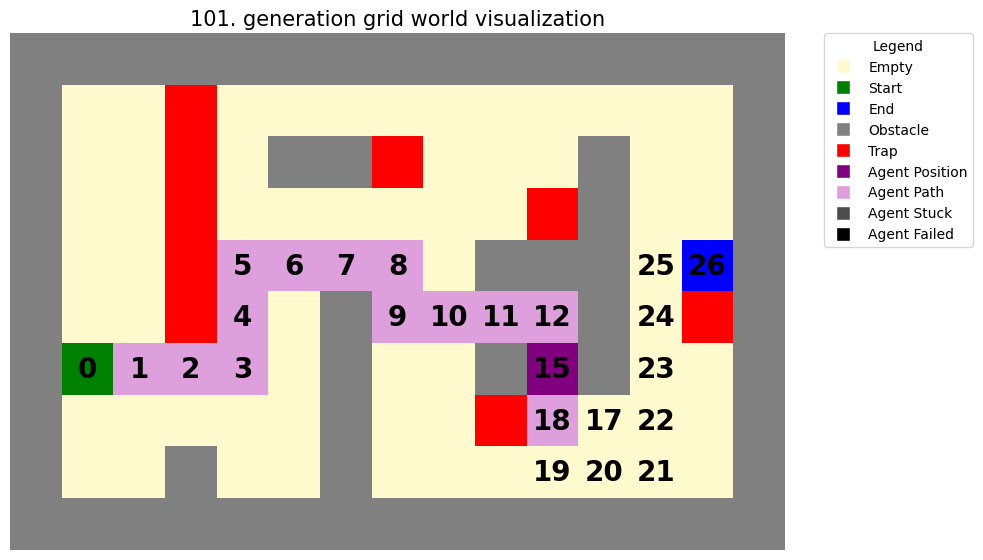 101. generation grid world visualization
Legend
Empty
Start
End
Obstacle
Trap
Agent Position
Agent Path
Agent Stuck
Agent Failed
5 6 7 8 25 26
4 9 10 11 12 24
0 1 2 3 15 23
18 17 22
19 20 21